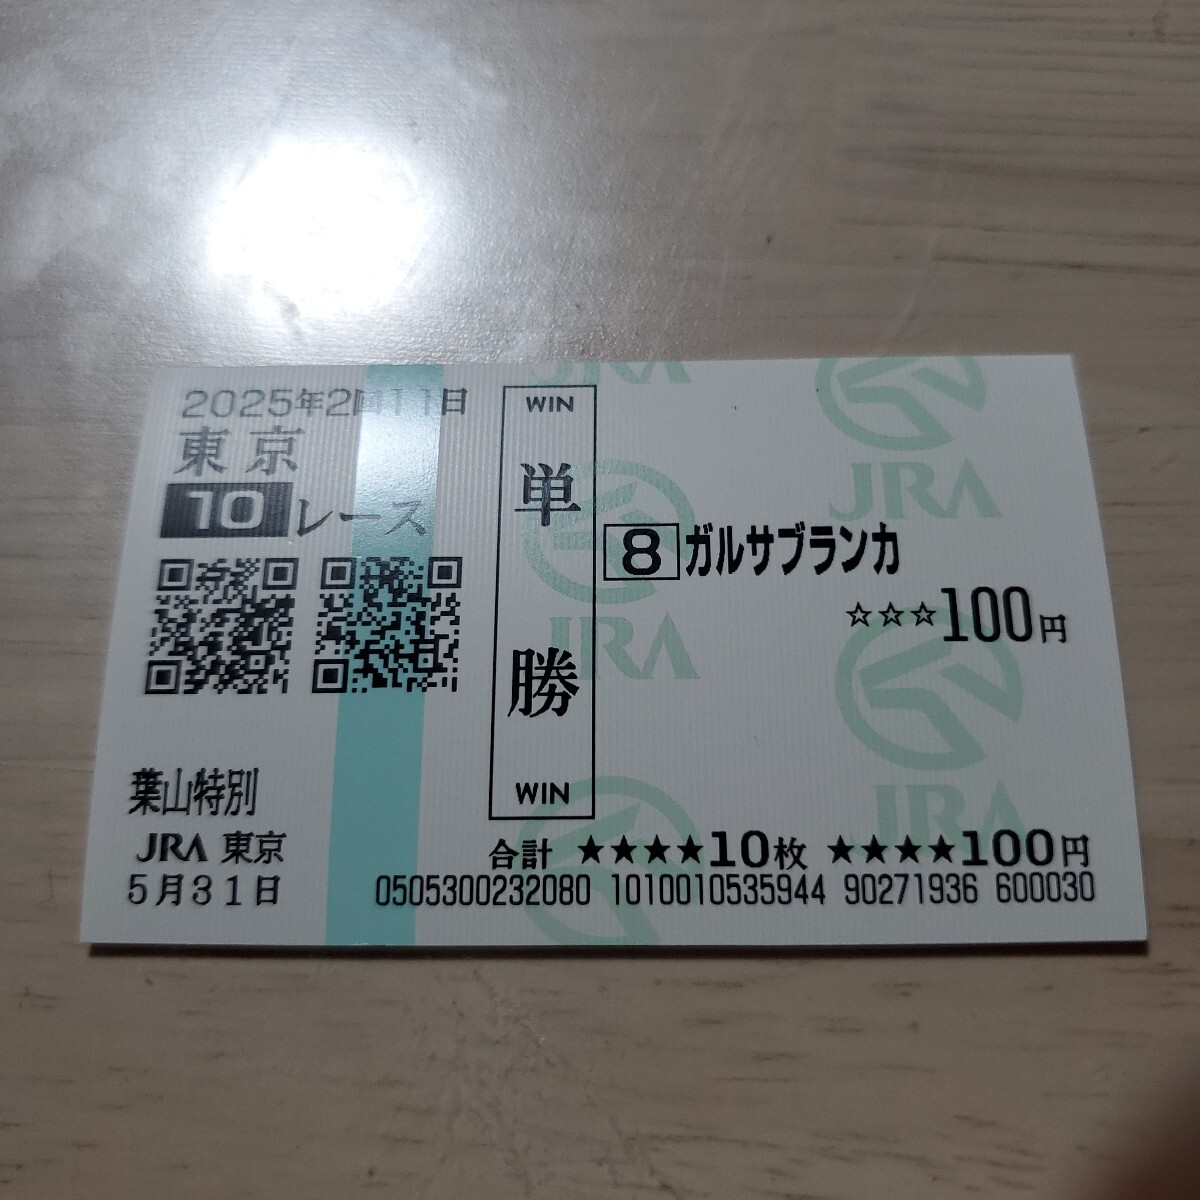 2025年2回11日
東京
10レース
葉山特別
JRA 東京
5月31日
WIN
単勝
WIN
8 ガルサブランカ
☆☆☆100円
合計 ★★★★10枚 ★★★★100円
0505300232080 1010010535944 90271936 600030
JRA
JRA
JRA
JRA